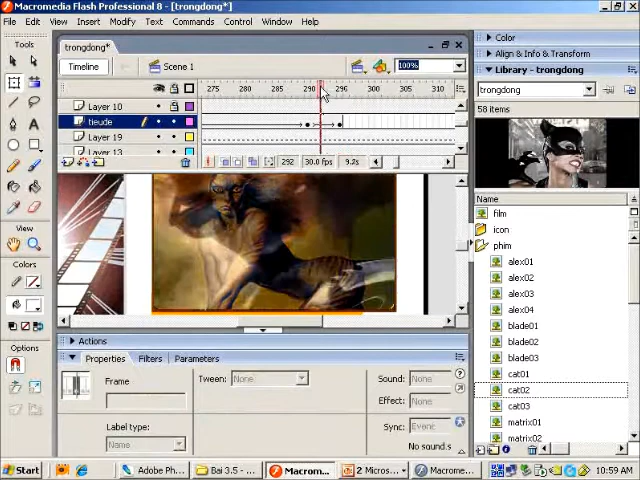 Macromedia Flash Professional 8 - [trongdong*]
File Edit View Insert Modify Text Commands Control Window Help
Tools
View
Colors
Options
trongdong*
Timeline
Scene 1
100%
275 280 285 290 295 300 305 310
Layer 10
tieude
Layer 19
Layer 13
292 30.0 fps 9.2s
Actions
Properties Filters Parameters
Frame
Tween: None
Sound: None
Effect: None
Label type:
Name
Sync: Event
No sound s
Color
Align & Info & Transform
Library - trongdong
trongdong
58 items
Name
film
icon
phim
alex01
alex02
alex03
alex04
blade01
blade02
blade03
cat01
cat02
cat03
matrix01
matrix02
Start
Adobe Ph...
Bai 3.5 - ...
Macrom...
2 Micros...
Macrome...
10:59 AM